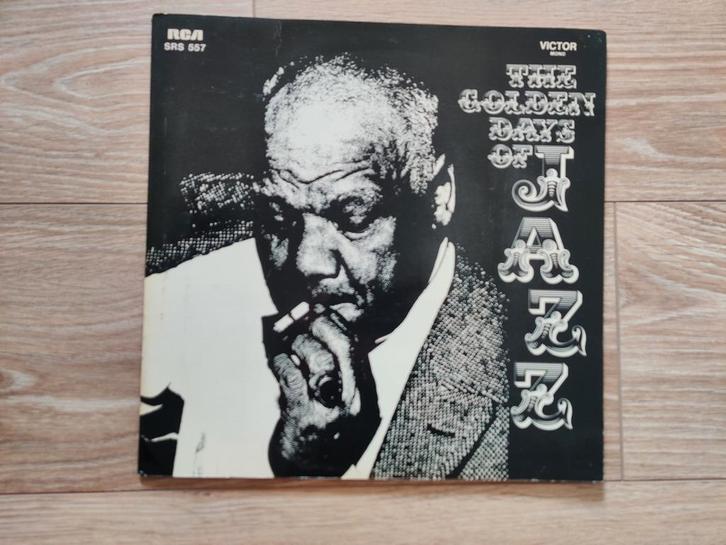 RCA
SRS 557
VICTOR
MONO
THE
GOLDEN
DAYS
OF
JAZZ